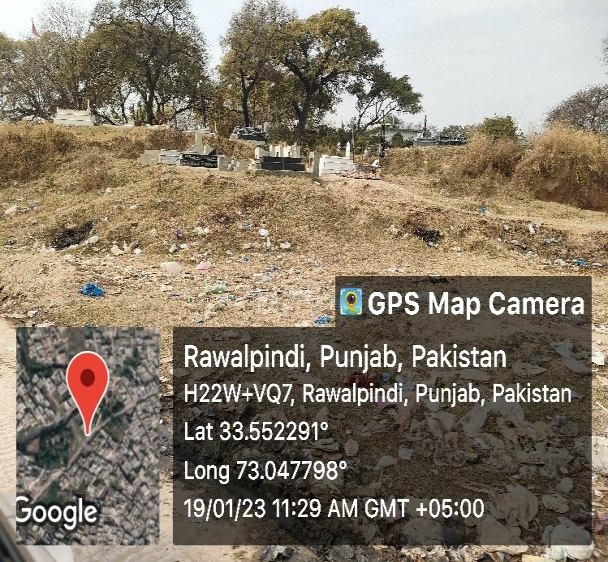 GPS Map Camera
Rawalpindi, Punjab, Pakistan
H22W+VQ7, Rawalpindi, Punjab, Pakistan
Lat 33.552291°
Long 73.047798°
19/01/23 11:29 AM GMT +05:00
Google